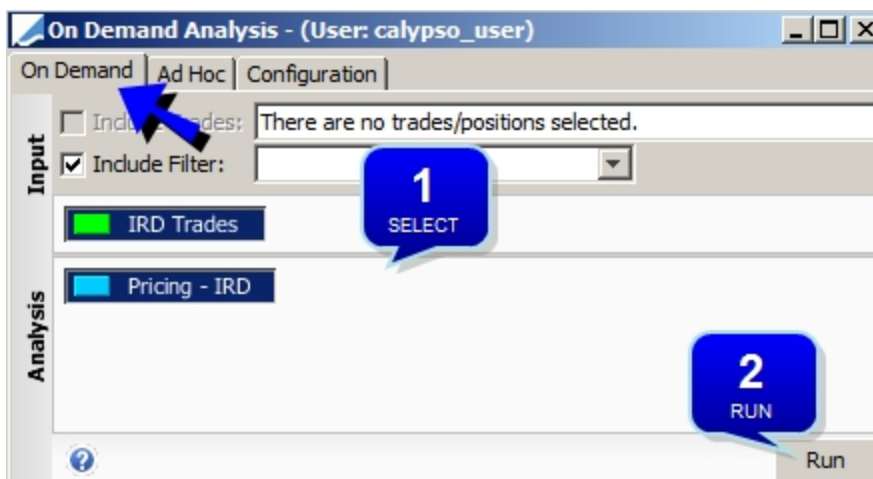 On Demand Analysis - (User: calypso_user)
On Demand Ad Hoc Configuration
Input
There are no trades/positions selected.
Include Filter:
1
SELECT
IRD Trades
Analysis
Pricing - IRD
2
RUN
Run